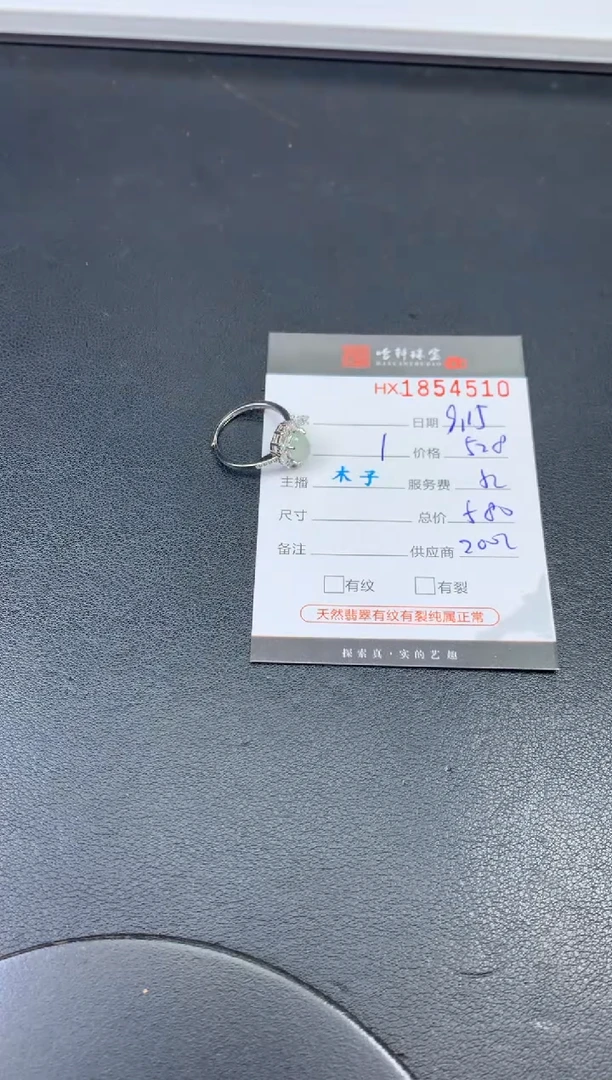 HX1854510
日期 9.15
1 价格 528
主播 木子 服务费 52
尺寸 总价 580
备注 供应商 2002
有纹 有裂
天然翡翠有纹有裂纯属正常
探索真·实的艺趣